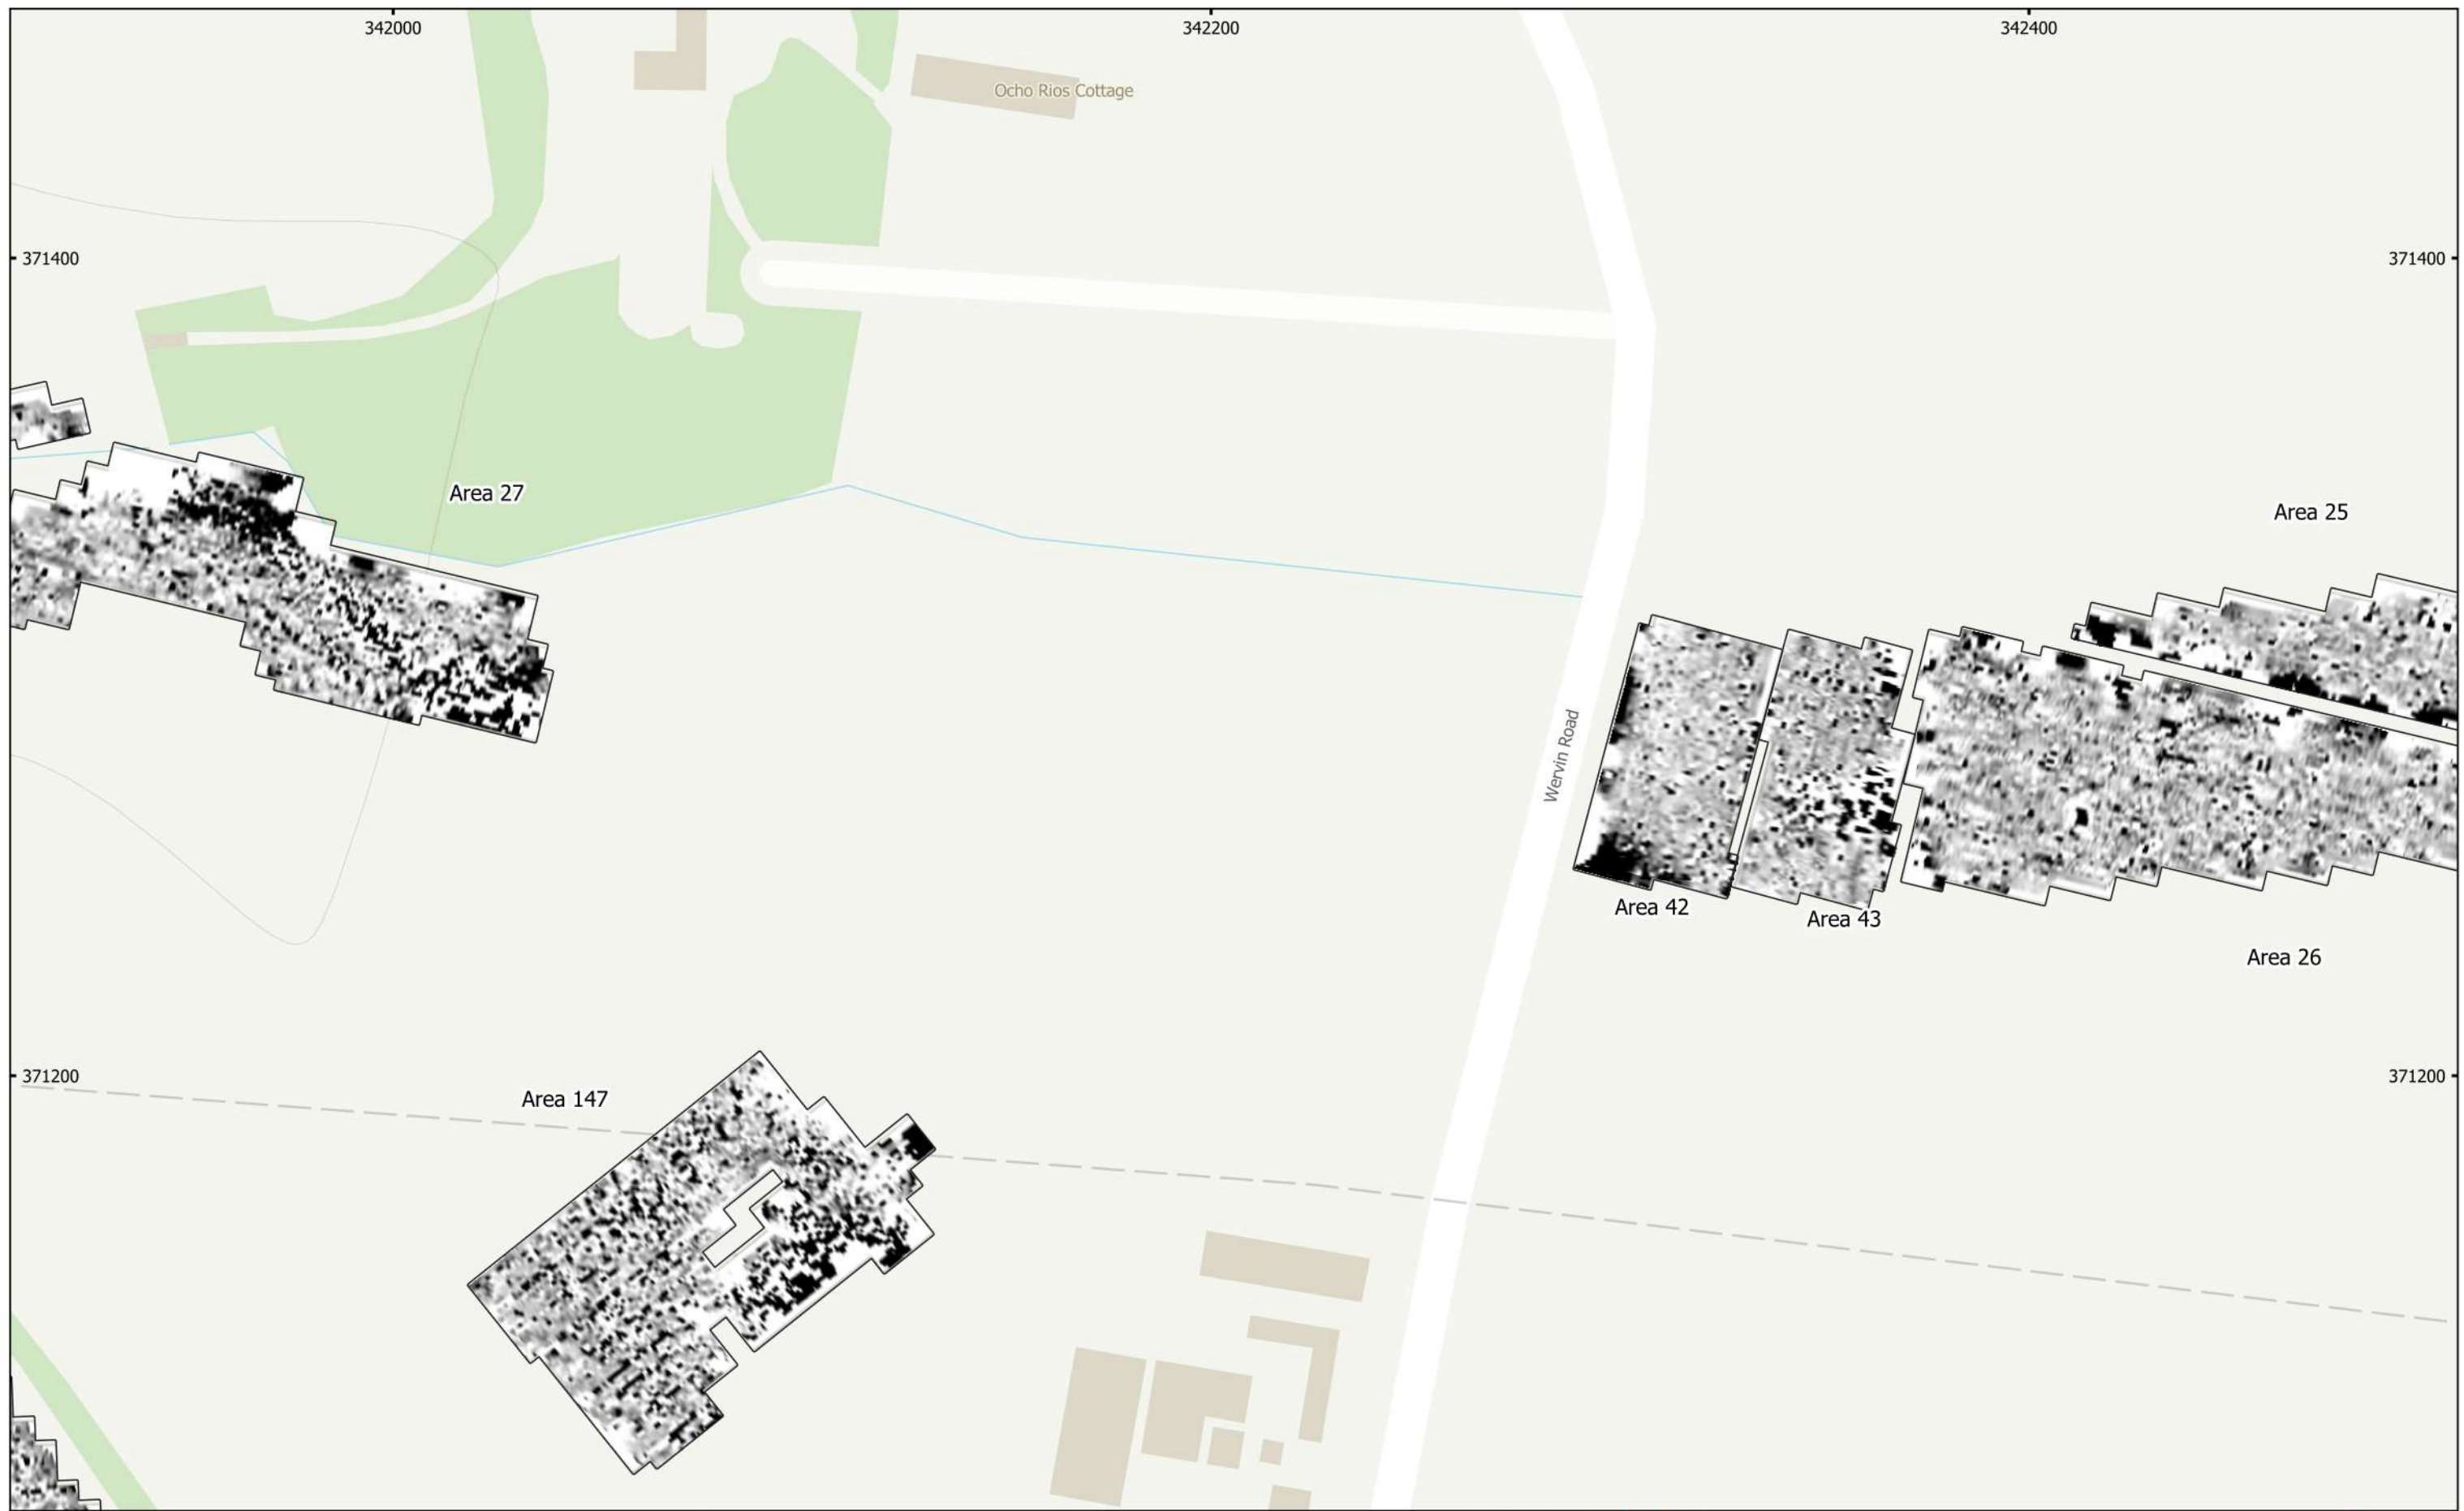 342000
342200
342400
Ocho Rios Cottage
371400
371400
Area 27
Area 25
Wervin Road
Area 42
Area 43
Area 26
371200
371200
Area 147